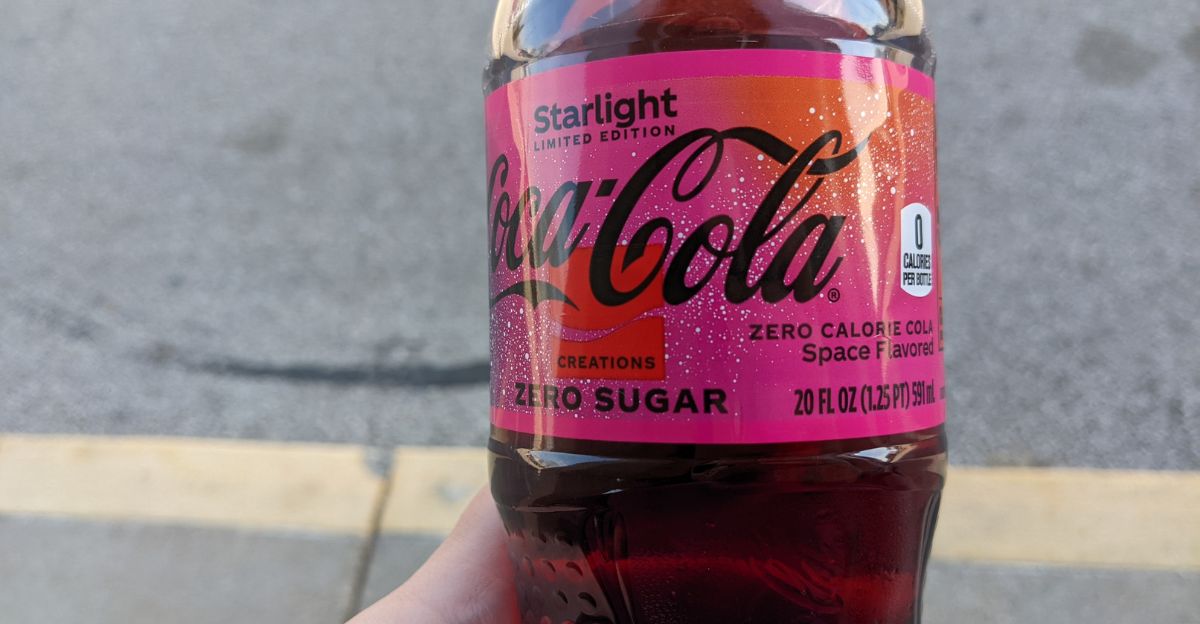 Starlight
LIMITED EDITION
Coca-Cola®
0
CALORIES
PER BOTTLE
CREATIONS
ZERO CALORIE COLA
Space Flavored
ZERO SUGAR
20 FL OZ (1.25 PT) 591 mL